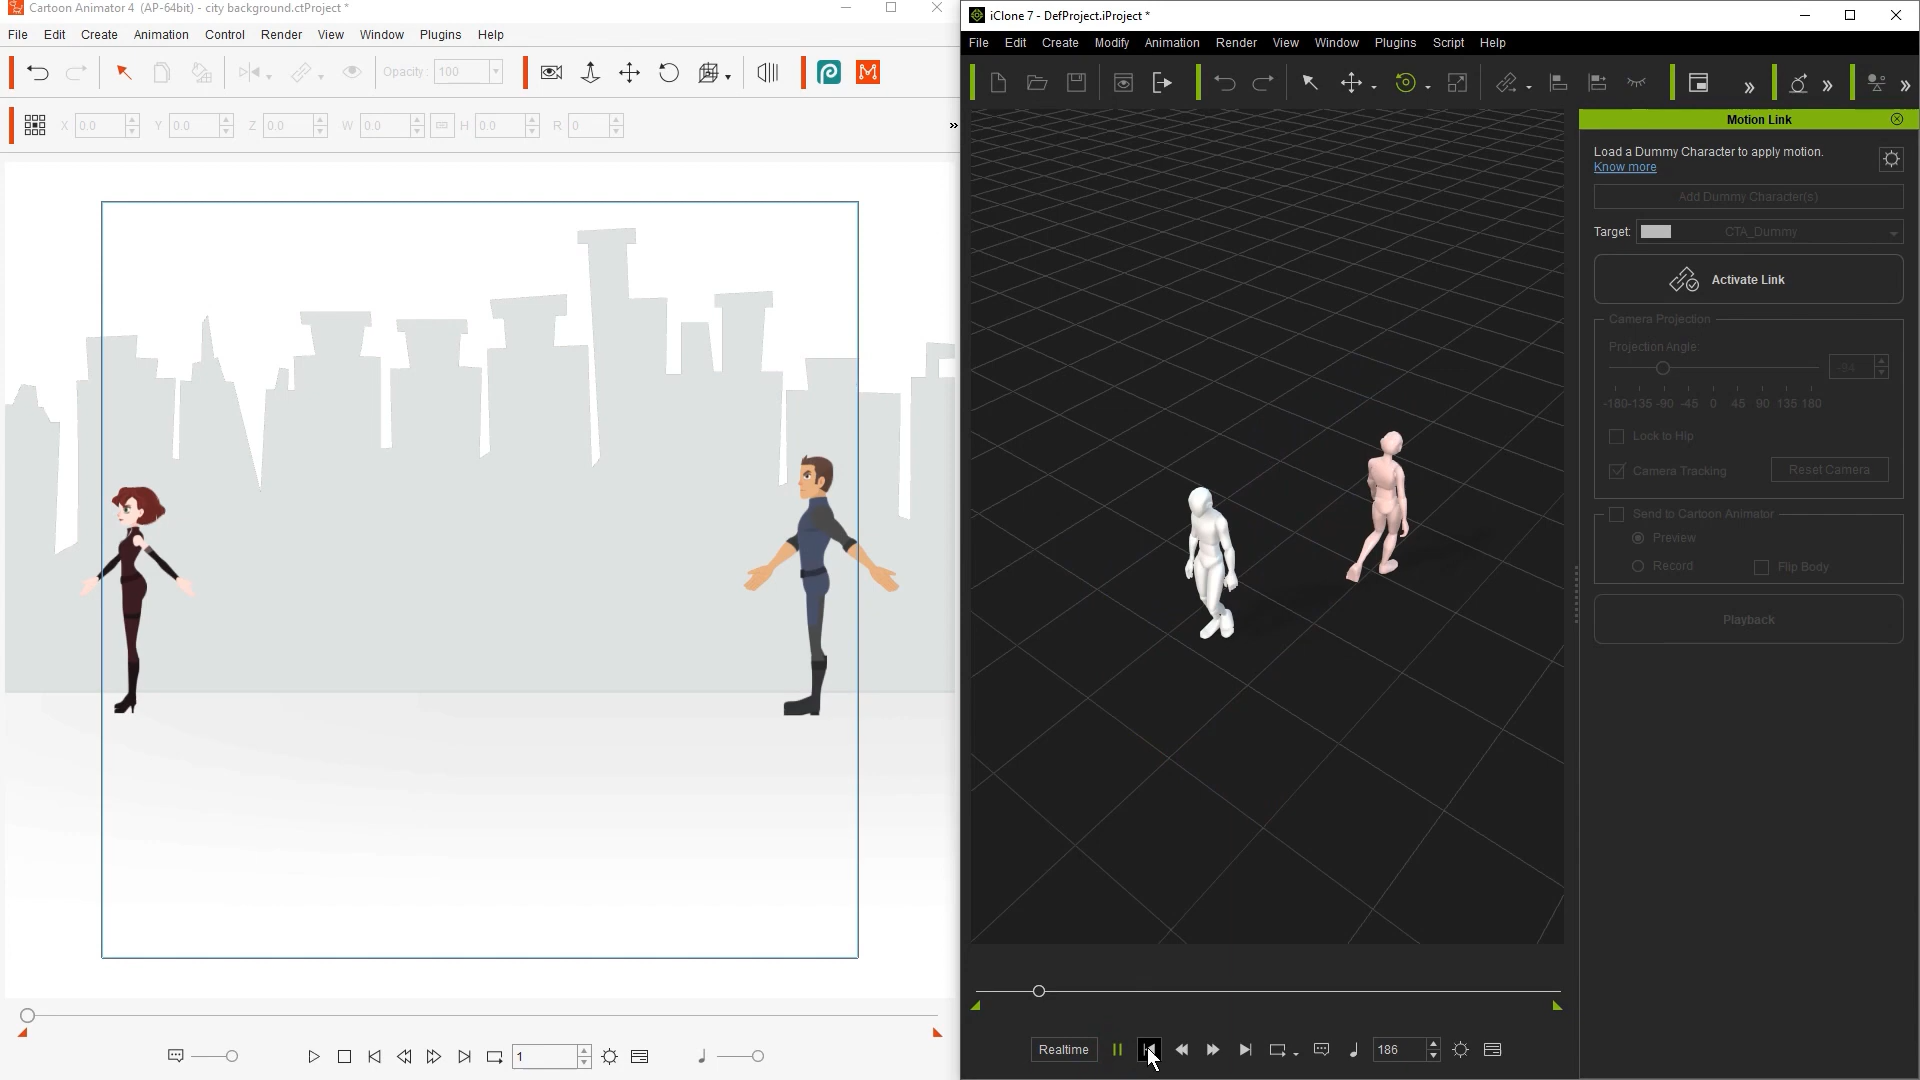 Cartoon Animator 4 (AP-64bit) - city background.ctProject *
File Edit Create Animation Control Render View Window Plugins Help
Opacity : 100
X 0.0 Y 0.0 Z 0.0 W 0.0 H 0.0 R 0
1
iClone 7 - DefProject.iProject *
File Edit Create Modify Animation Render View Window Plugins Script Help
Motion Link
Load a Dummy Character to apply motion.
Know more
Add Dummy Character(s)
Target: CTA_Dummy
Activate Link
Camera Projection
Projection Angle:
-94
-180 -135 -90 -45 0 45 90 135 180
Lock to Hip
Camera Tracking Reset Camera
Send to Cartoon Animator
Preview
Record Flip Body
Playback
Realtime 186